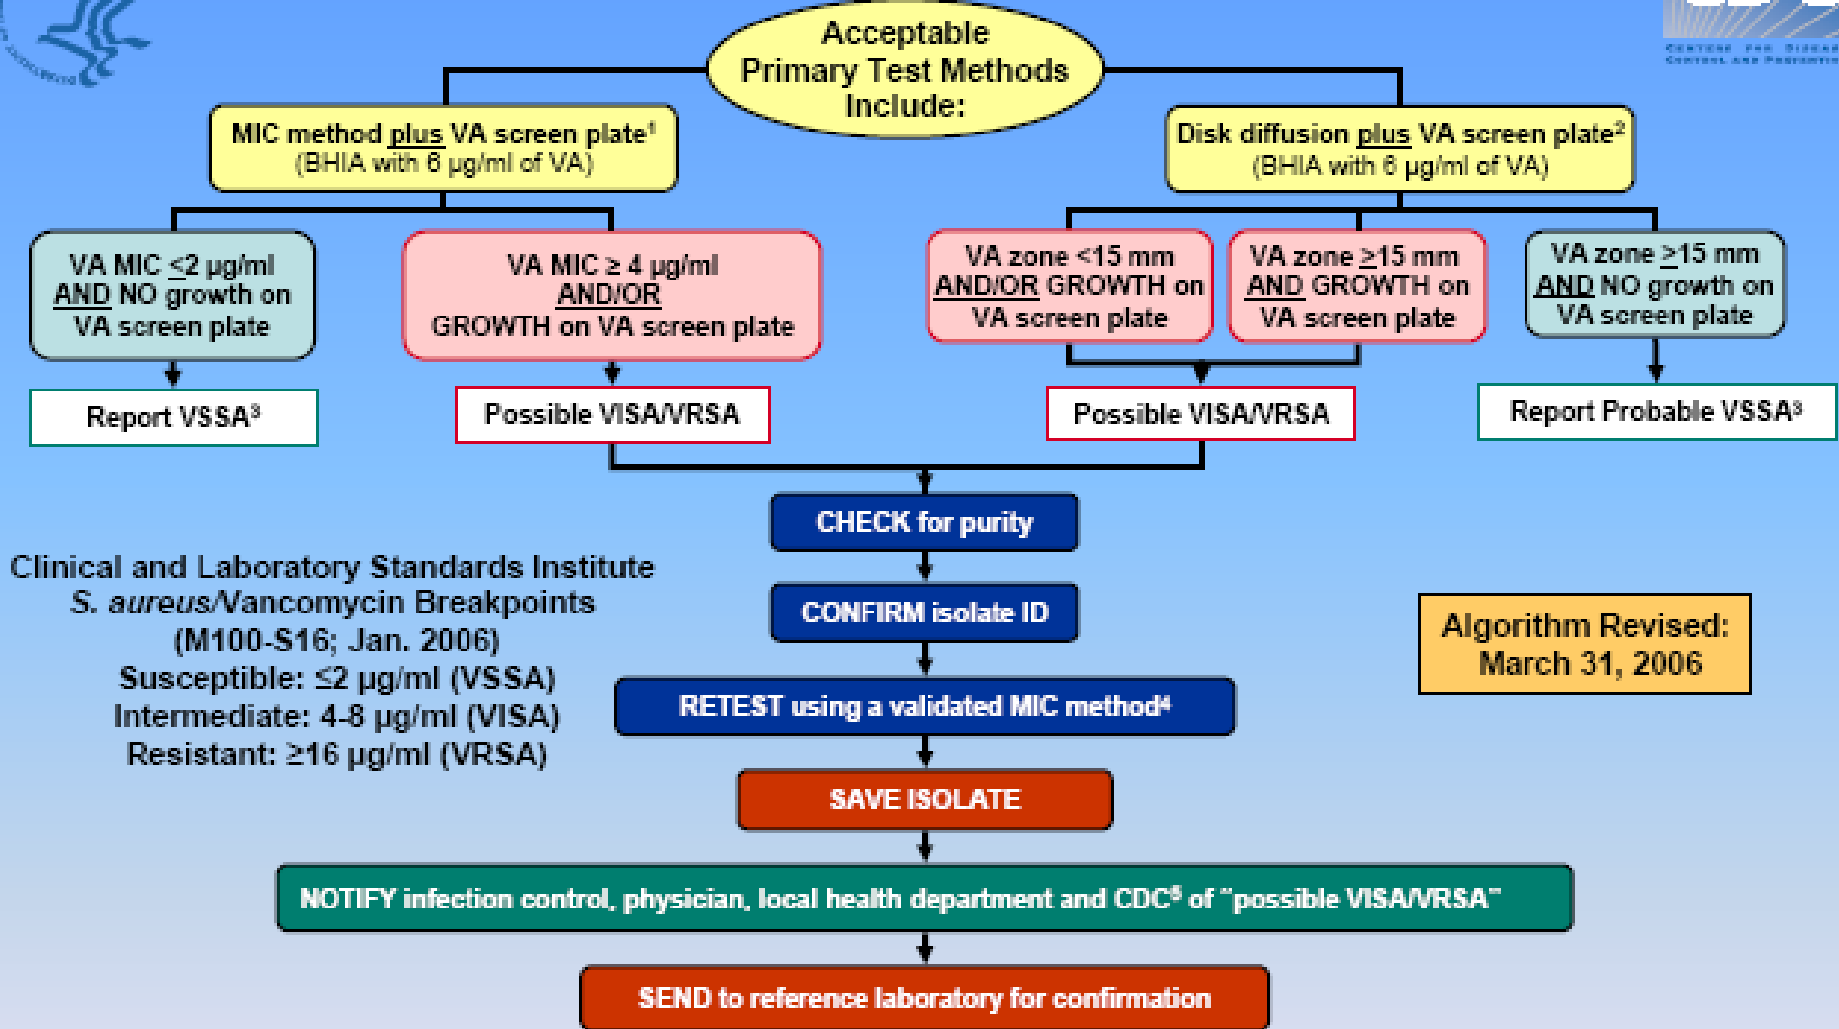 Acceptable
Primary Test Methods
Include:
CENTERS FOR DISEASE
CONTROL AND PREVENTION
MIC method plus VA screen plate¹
(BHIA with 6 µg/ml of VA)
Disk diffusion plus VA screen plate²
(BHIA with 6 µg/ml of VA)
VA MIC ≤2 µg/ml
AND NO growth on
VA screen plate
VA MIC ≥ 4 µg/ml
AND/OR
GROWTH on VA screen plate
VA zone <15 mm
AND/OR GROWTH on
VA screen plate
VA zone ≥15 mm
AND GROWTH on
VA screen plate
VA zone ≥15 mm
AND NO growth on
VA screen plate
Report VSSA³
Possible VISA/VRSA
Possible VISA/VRSA
Report Probable VSSA³
CHECK for purity
CONFIRM isolate ID
RETEST using a validated MIC method⁴
SAVE ISOLATE
NOTIFY infection control, physician, local health department and CDC⁵ of "possible VISA/VRSA"
SEND to reference laboratory for confirmation
Clinical and Laboratory Standards Institute
S. aureus/Vancomycin Breakpoints
(M100-S16; Jan. 2006)
Susceptible: ≤2 µg/ml (VSSA)
Intermediate: 4-8 µg/ml (VISA)
Resistant: ≥16 µg/ml (VRSA)
Algorithm Revised:
March 31, 2006